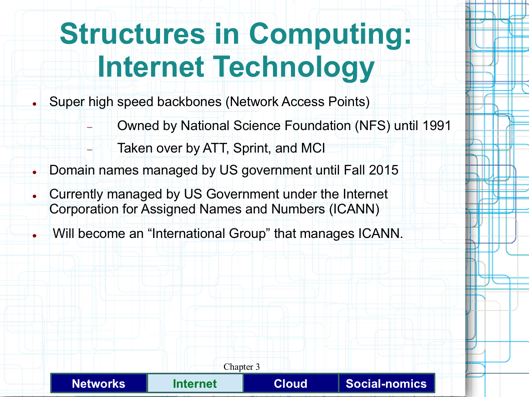 Structures in Computing:
Internet Technology
● Super high speed backbones (Network Access Points)
– Owned by National Science Foundation (NFS) until 1991
– Taken over by ATT, Sprint, and MCI
● Domain names managed by US government until Fall 2015
● Currently managed by US Government under the Internet
Corporation for Assigned Names and Numbers (ICANN)
● Will become an “International Group” that manages ICANN.
Chapter 3
Networks Internet Cloud Social-nomics